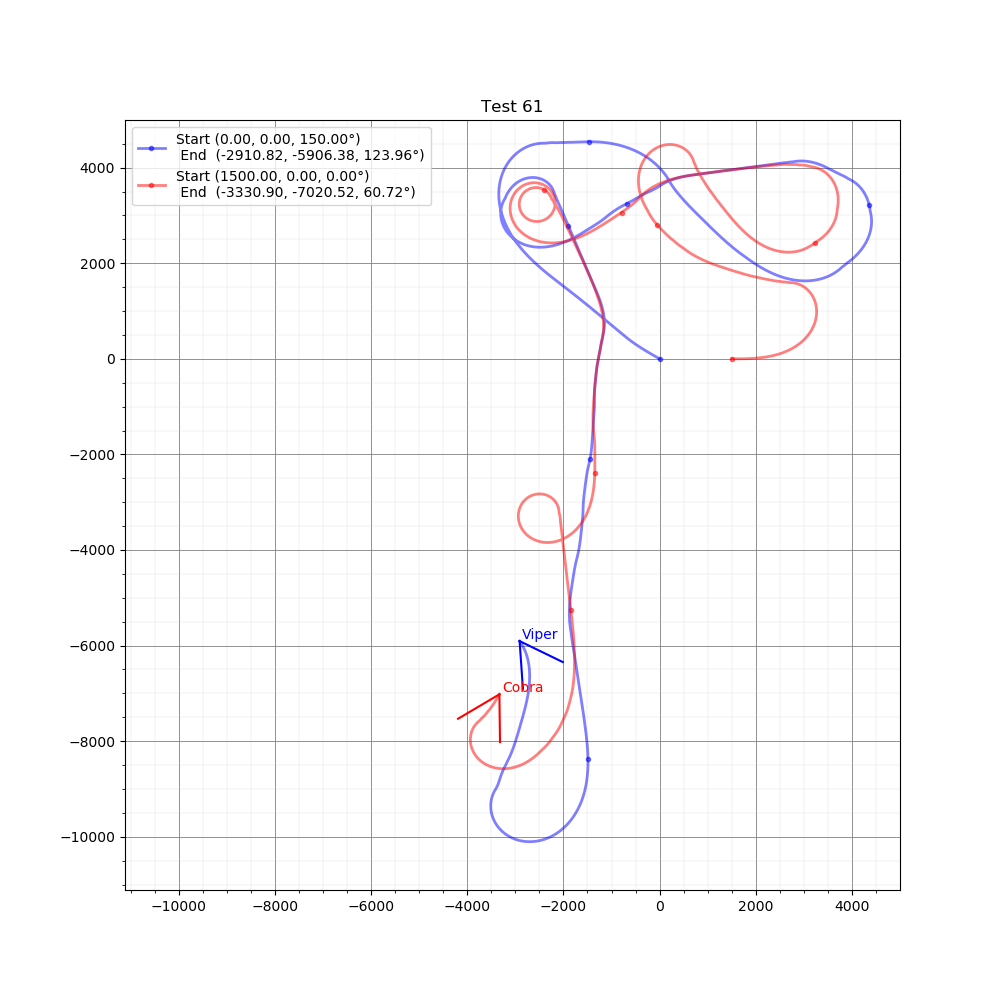 Test 61
Start (0.00, 0.00, 150.00°)
End  (-2910.82, -5906.38, 123.96°)
Start (1500.00, 0.00, 0.00°)
End  (-3330.90, -7020.52, 60.72°)
4000
2000
0
−2000
−4000
−6000
−8000
−10000
Viper
Cobra
−10000
−8000
−6000
−4000
−2000
0
2000
4000